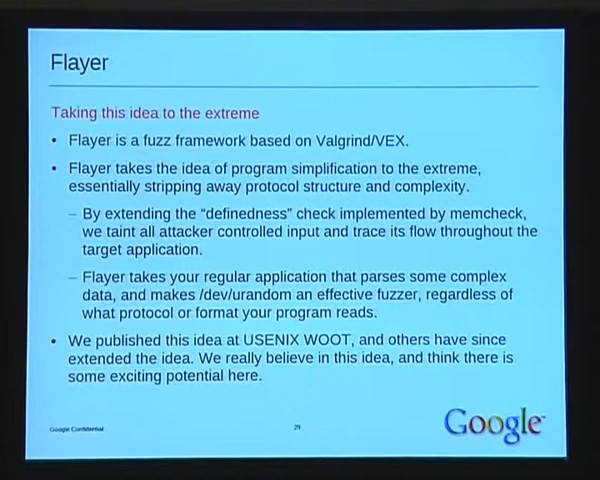 Flayer
Taking this idea to the extreme
• Flayer is a fuzz framework based on Valgrind/VEX.
• Flayer takes the idea of program simplification to the extreme,
essentially stripping away protocol structure and complexity.
– By extending the “definedness” check implemented by memcheck,
we taint all attacker controlled input and trace its flow throughout the
target application.
– Flayer takes your regular application that parses some complex
data, and makes /dev/urandom an effective fuzzer, regardless of
what protocol or format your program reads.
• We published this idea at USENIX WOOT, and others have since
extended the idea. We really believe in this idea, and think there is
some exciting potential here.
Google Confidential
29
Google